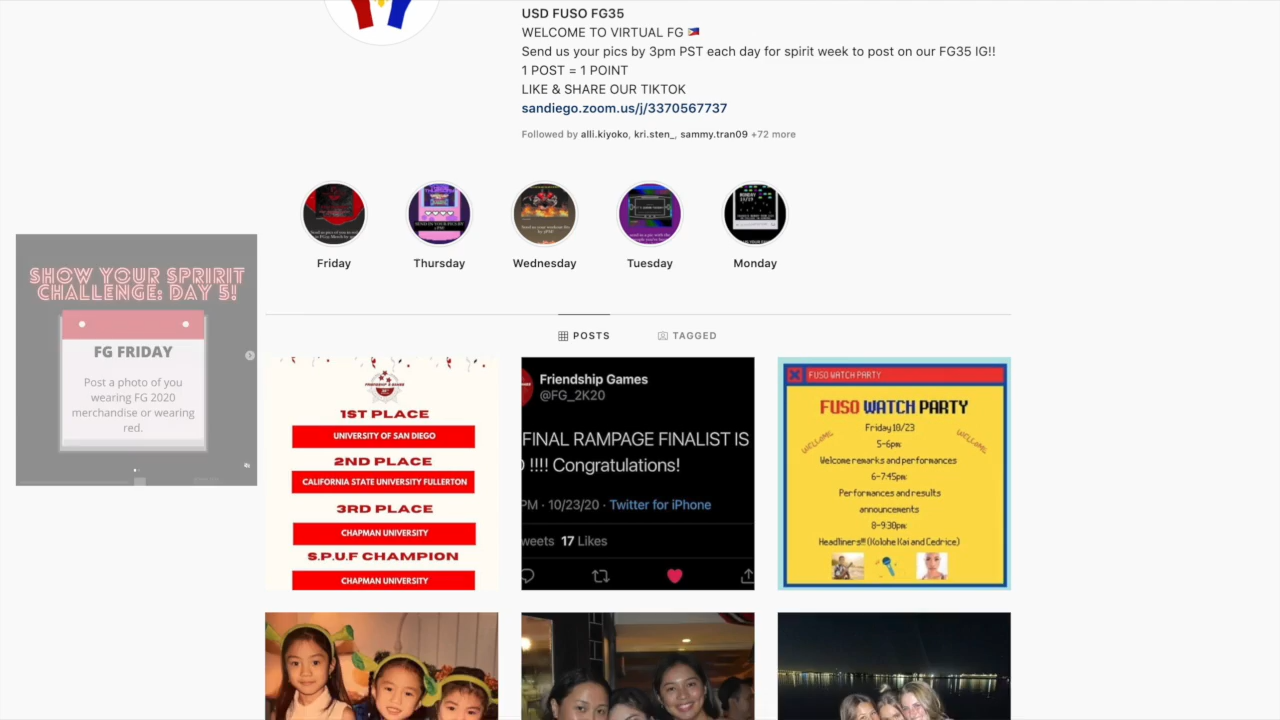 USD FUSO FG35
WELCOME TO VIRTUAL FG 🇵🇭
Send us your pics by 3pm PST each day for spirit week to post on our FG35 IG!!
1 POST = 1 POINT
LIKE & SHARE OUR TIKTOK
sandiego.zoom.us/j/3370567737
Followed by alli.kiyoko, kri.sten_, sammy.tran09 +72 more
Friday
Thursday
Wednesday
Tuesday
Monday
SHOW YOUR SPRIRIT
CHALLENGE: DAY 5!
FG FRIDAY
Post a photo of you
wearing FG 2020
merchandise or wearing
red.
POSTS
TAGGED
1ST PLACE
UNIVERSITY OF SAN DIEGO
2ND PLACE
CALIFORNIA STATE UNIVERSITY FULLERTON
3RD PLACE
CHAPMAN UNIVERSITY
S.P.U.F CHAMPION
CHAPMAN UNIVERSITY
Friendship Games
@FG_2K20
FINAL RAMPAGE FINALIST IS
!!!! Congratulations!
PM · 10/23/20 · Twitter for iPhone
weets 17 Likes
FUSO WATCH PARTY
FUSO WATCH PARTY
Friday 10/23
WELCOME
WELCOME
5-6pm:
Welcome remarks and performances
6-7:45pm:
Performances and results
announcements
8-9:30pm:
Headliners!!! (Kolohe Kai and Cedrice)